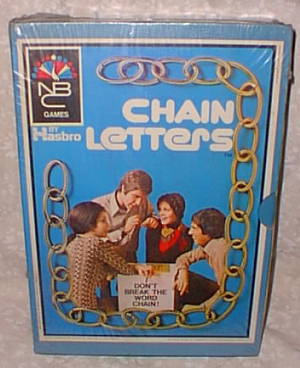 NBC
GAMES
BY
Hasbro
CHAIN
LETTERS
TM
DON'T
BREAK THE
WORD
CHAIN!